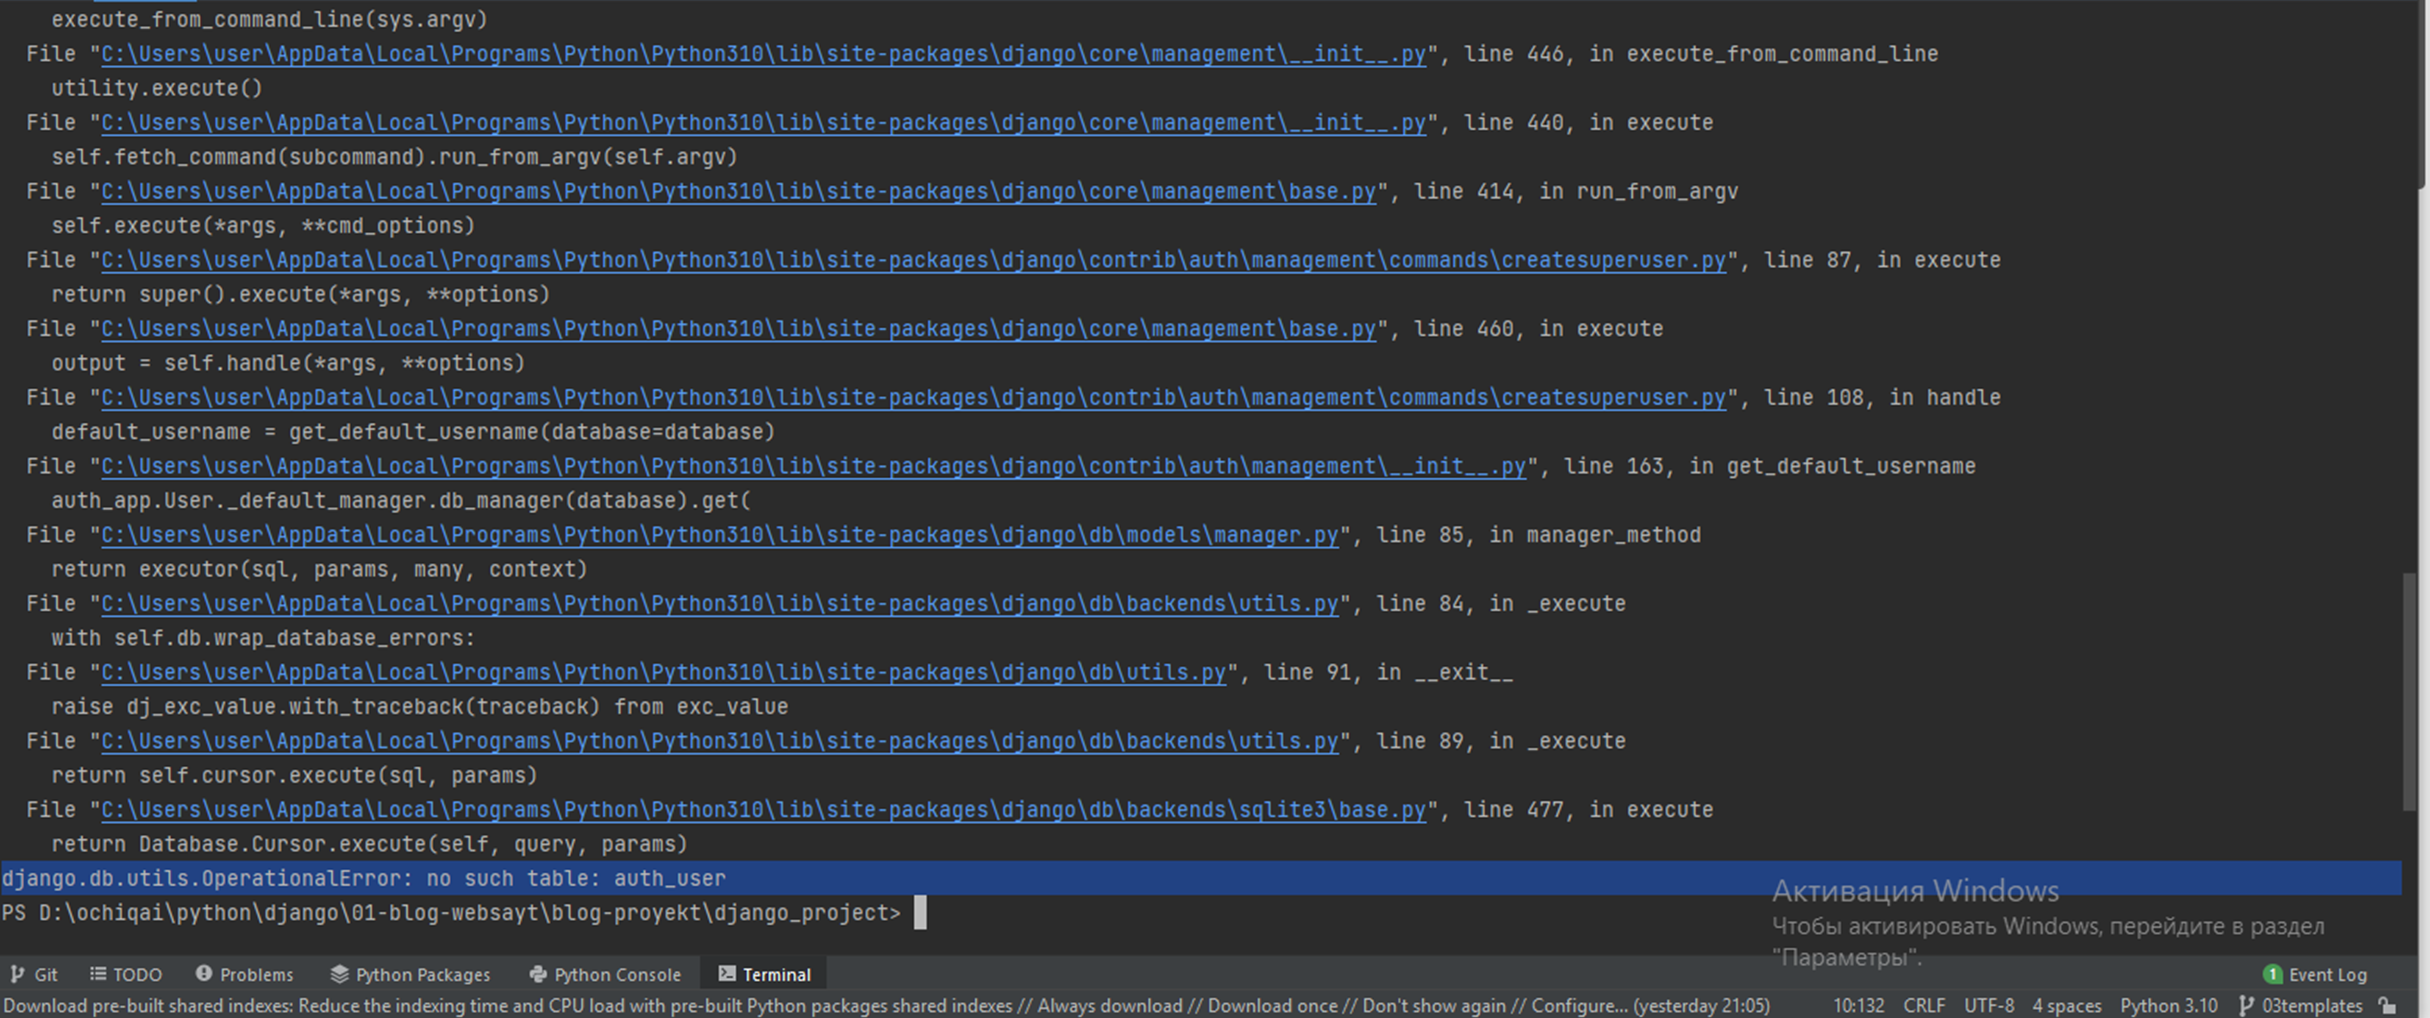 execute_from_command_line(sys.argv)
File "C:\Users\user\AppData\Local\Programs\Python\Python310\lib\site-packages\django\core\management\__init__.py", line 446, in execute_from_command_line
utility.execute()
File "C:\Users\user\AppData\Local\Programs\Python\Python310\lib\site-packages\django\core\management\__init__.py", line 440, in execute
self.fetch_command(subcommand).run_from_argv(self.argv)
File "C:\Users\user\AppData\Local\Programs\Python\Python310\lib\site-packages\django\core\management\base.py", line 414, in run_from_argv
self.execute(*args, **cmd_options)
File "C:\Users\user\AppData\Local\Programs\Python\Python310\lib\site-packages\django\contrib\auth\management\commands\createsuperuser.py", line 87, in execute
return super().execute(*args, **options)
File "C:\Users\user\AppData\Local\Programs\Python\Python310\lib\site-packages\django\core\management\base.py", line 460, in execute
output = self.handle(*args, **options)
File "C:\Users\user\AppData\Local\Programs\Python\Python310\lib\site-packages\django\contrib\auth\management\commands\createsuperuser.py", line 108, in handle
default_username = get_default_username(database=database)
File "C:\Users\user\AppData\Local\Programs\Python\Python310\lib\site-packages\django\contrib\auth\management\__init__.py", line 163, in get_default_username
auth_app.User._default_manager.db_manager(database).get(
File "C:\Users\user\AppData\Local\Programs\Python\Python310\lib\site-packages\django\db\models\manager.py", line 85, in manager_method
return executor(sql, params, many, context)
File "C:\Users\user\AppData\Local\Programs\Python\Python310\lib\site-packages\django\db\backends\utils.py", line 84, in _execute
with self.db.wrap_database_errors:
File "C:\Users\user\AppData\Local\Programs\Python\Python310\lib\site-packages\django\db\utils.py", line 91, in __exit__
raise dj_exc_value.with_traceback(traceback) from exc_value
File "C:\Users\user\AppData\Local\Programs\Python\Python310\lib\site-packages\django\db\backends\utils.py", line 89, in _execute
return self.cursor.execute(sql, params)
File "C:\Users\user\AppData\Local\Programs\Python\Python310\lib\site-packages\django\db\backends\sqlite3\base.py", line 477, in execute
return Database.Cursor.execute(self, query, params)
django.db.utils.OperationalError: no such table: auth_user
PS D:\ochiqai\python\django\01-blog-websayt\blog-proyekt\django_project>
Активация Windows
Чтобы активировать Windows, перейдите в раздел
"Параметры".
Git TODO Problems Python Packages Python Console Terminal 1 Event Log
Download pre-built shared indexes: Reduce the indexing time and CPU load with pre-built Python packages shared indexes // Always download // Download once // Don't show again // Configure... (yesterday 21:05) 10:132 CRLF UTF-8 4 spaces Python 3.10 03templates